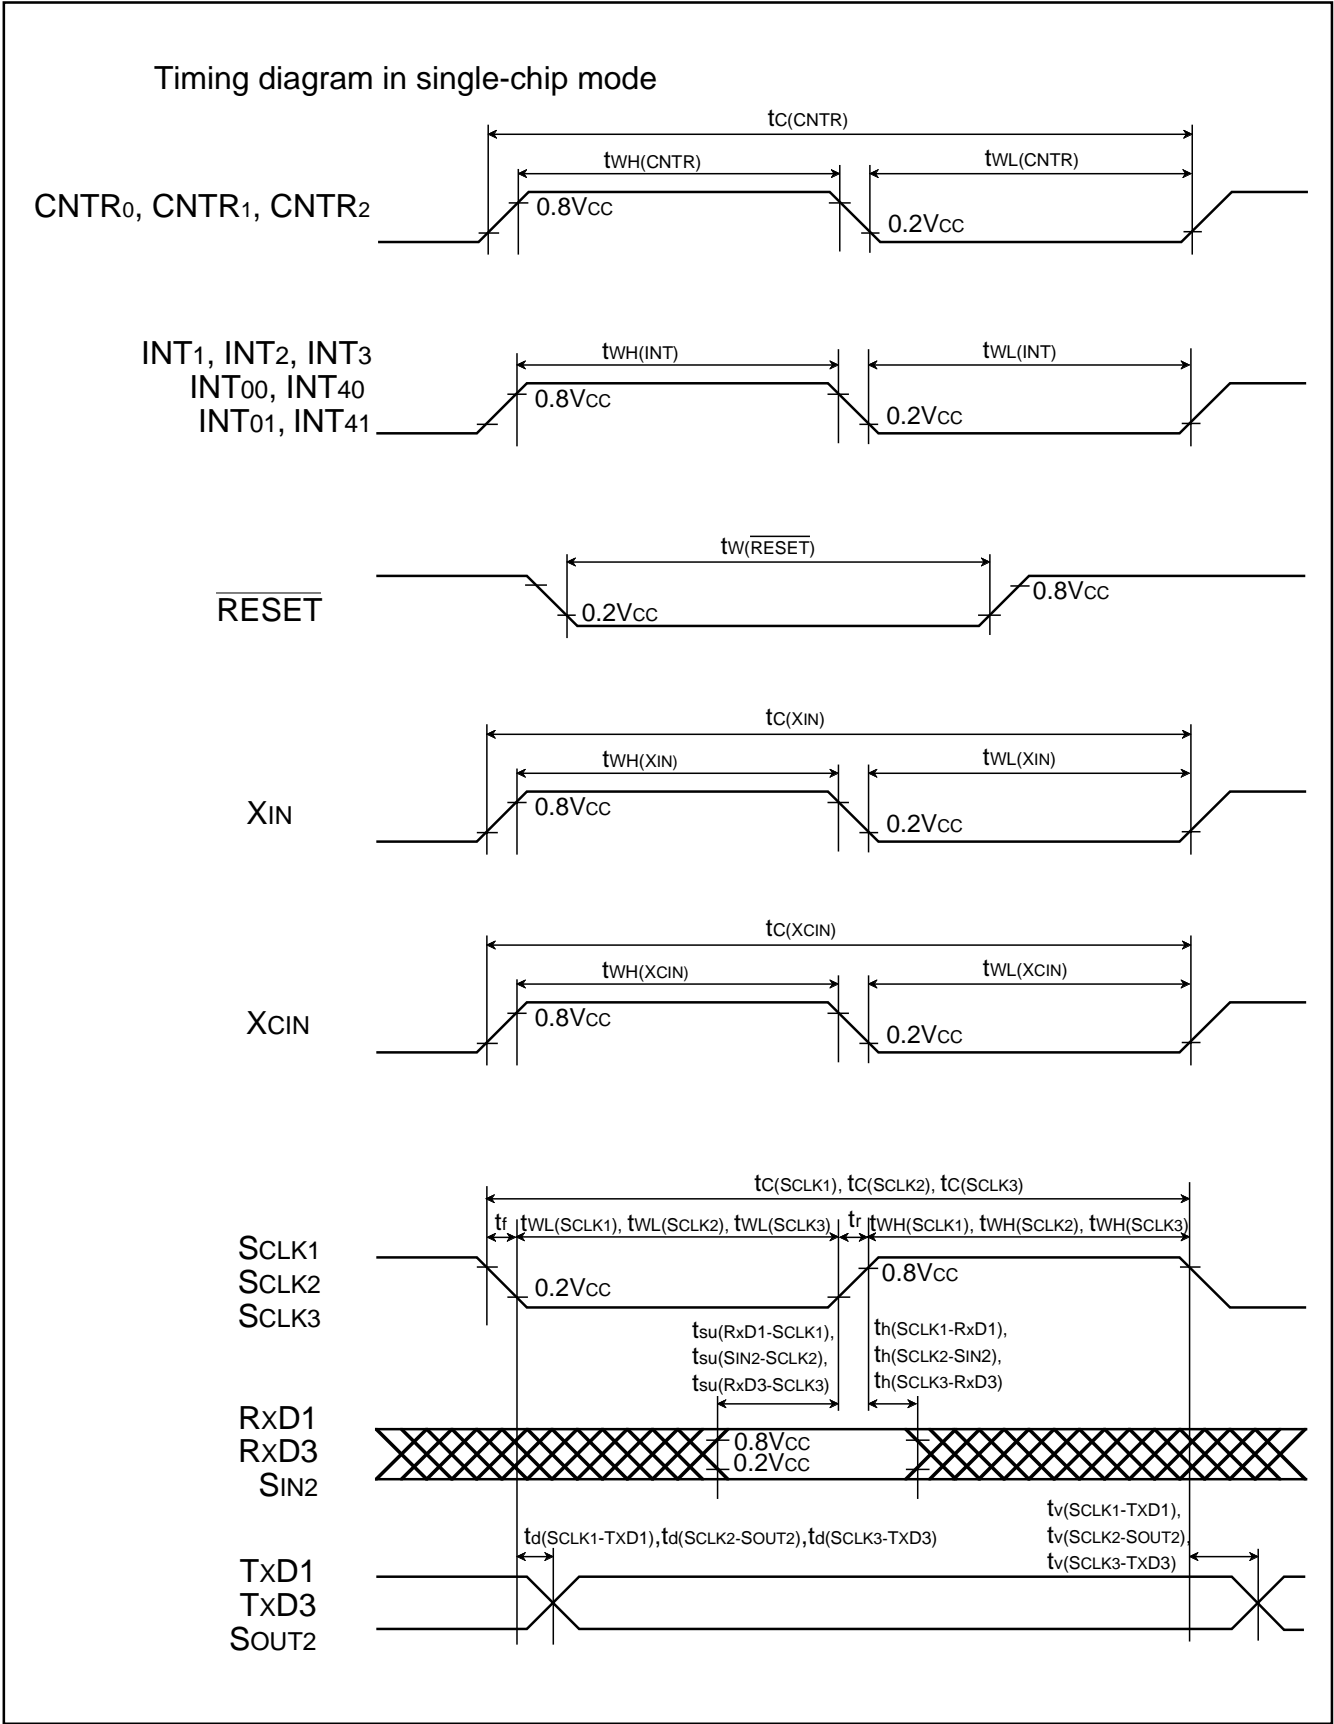 Timing diagram in single-chip mode
tC(CNTR)
tWH(CNTR)
tWL(CNTR)
CNTR0, CNTR1, CNTR2
0.8VCC
0.2VCC
INT1, INT2, INT3
INT00, INT40
INT01, INT41
tWH(INT)
tWL(INT)
0.8VCC
0.2VCC
tW(RESET)
RESET
0.2VCC
0.8VCC
tC(XIN)
tWH(XIN)
tWL(XIN)
XIN
0.8VCC
0.2VCC
tC(XCIN)
tWH(XCIN)
tWL(XCIN)
XCIN
0.8VCC
0.2VCC
tC(SCLK1), tC(SCLK2), tC(SCLK3)
tf
tWL(SCLK1), tWL(SCLK2), tWL(SCLK3)
tr
tWH(SCLK1), tWH(SCLK2), tWH(SCLK3)
SCLK1
SCLK2
SCLK3
0.2VCC
0.8VCC
tsu(RxD1-SCLK1),
tsu(SIN2-SCLK2),
tsu(RxD3-SCLK3)
th(SCLK1-RxD1),
th(SCLK2-SIN2),
th(SCLK3-RxD3)
RXD1
RXD3
SIN2
0.8VCC
0.2VCC
td(SCLK1-TXD1),td(SCLK2-SOUT2),td(SCLK3-TXD3)
tv(SCLK1-TXD1),
tv(SCLK2-SOUT2),
tv(SCLK3-TXD3)
TXD1
TXD3
SOUT2